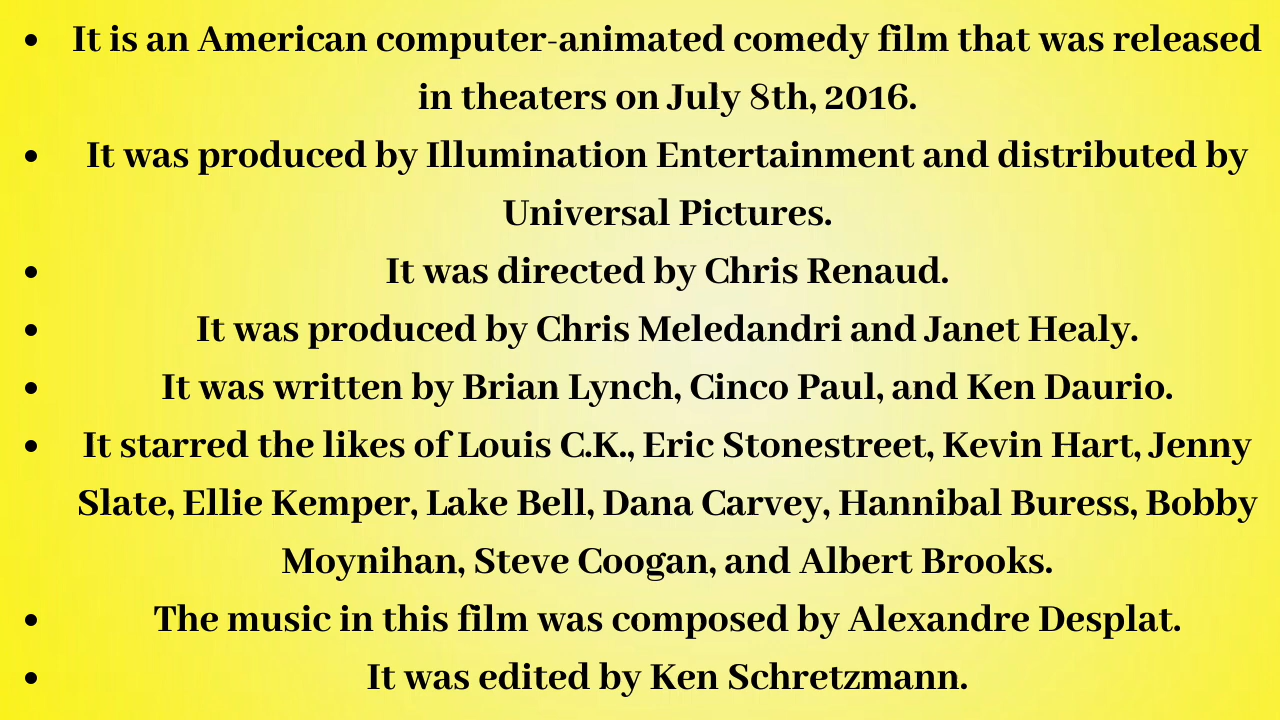 • It is an American computer-animated comedy film that was released
in theaters on July 8th, 2016.
• It was produced by Illumination Entertainment and distributed by
Universal Pictures.
• It was directed by Chris Renaud.
• It was produced by Chris Meledandri and Janet Healy.
• It was written by Brian Lynch, Cinco Paul, and Ken Daurio.
• It starred the likes of Louis C.K., Eric Stonestreet, Kevin Hart, Jenny
Slate, Ellie Kemper, Lake Bell, Dana Carvey, Hannibal Buress, Bobby
Moynihan, Steve Coogan, and Albert Brooks.
• The music in this film was composed by Alexandre Desplat.
• It was edited by Ken Schretzmann.